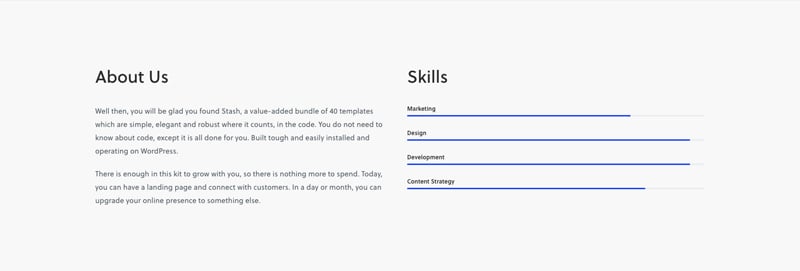 About Us
Well then, you will be glad you found Stash, a value-added bundle of 40 templates
which are simple, elegant and robust where it counts, in the code. You do not need to
know about code, except it is all done for you. Built tough and easily installed and
operating on WordPress.
There is enough in this kit to grow with you, so there is nothing more to spend. Today,
you can have a landing page and connect with customers. In a day or month, you can
upgrade your online presence to something else.
Skills
Marketing
Design
Development
Content Strategy